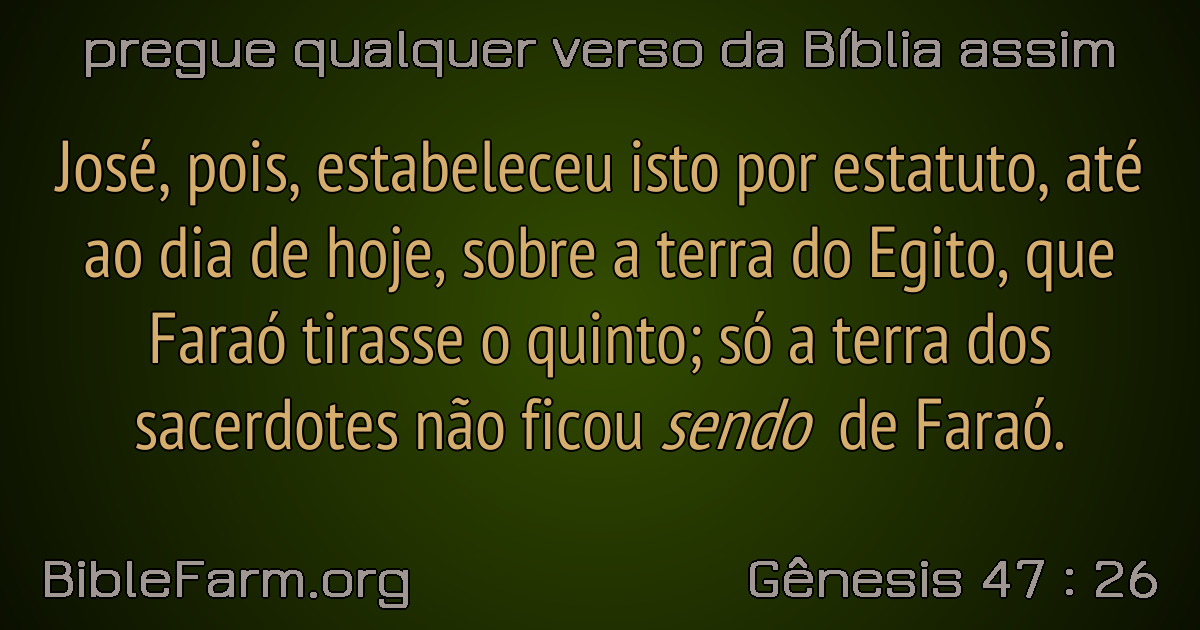 pregue qualquer verso da Bíblia assim
José, pois, estabeleceu isto por estatuto, até
ao dia de hoje, sobre a terra do Egito, que
Faraó tirasse o quinto; só a terra dos
sacerdotes não ficou sendo de Faraó.
BibleFarm.org
Gênesis 47 : 26